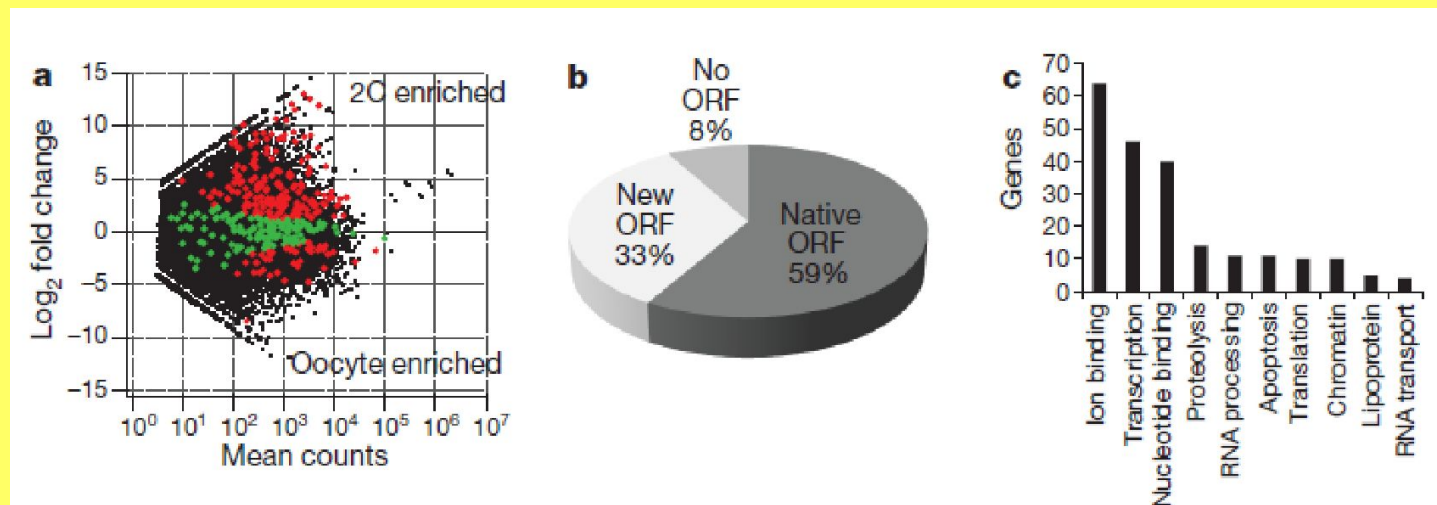 a
15
10
5
0
−5
−10
−15
Log2 fold change
2C enriched
Oocyte enriched
10^0 10^1 10^2 10^3 10^4 10^5 10^6 10^7
Mean counts
b
No
ORF
8%
New
ORF
33%
Native
ORF
59%
c
70
60
50
40
30
20
10
0
Genes
Ion binding
Transcription
Nucleotide binding
Proteolysis
RNA processing
Apoptosis
Translation
Chromatin
Lipoprotein
RNA transport